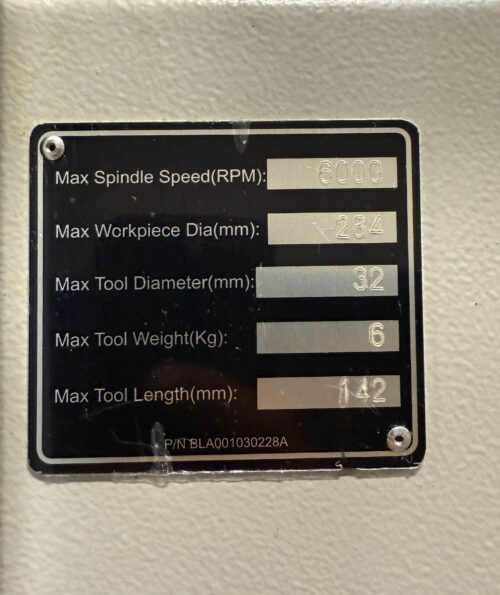 Max Spindle Speed(RPM): 6000
Max Workpiece Dia(mm): 284
Max Tool Diameter(mm): 32
Max Tool Weight(Kg): 6
Max Tool Length(mm): 142
P/N BLA001030228A